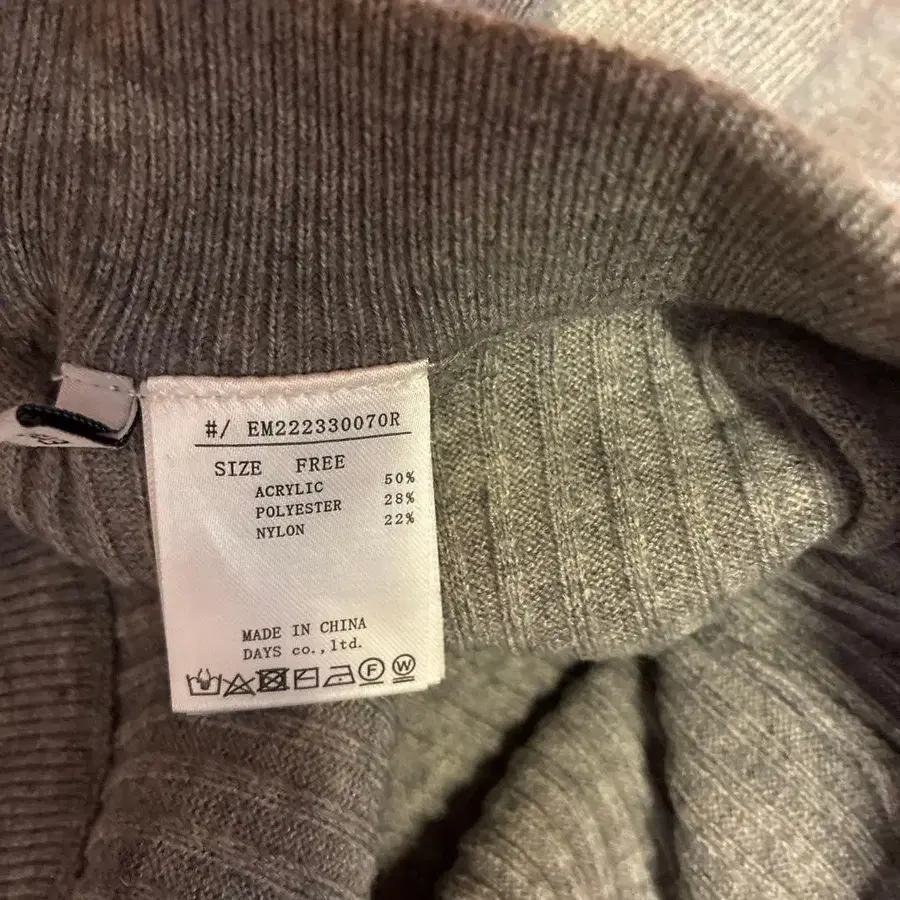 #/ EM222330070R
SIZE FREE
ACRYLIC 50%
POLYESTER 28%
NYLON 22%
MADE IN CHINA
DAYS co.,ltd.
F W